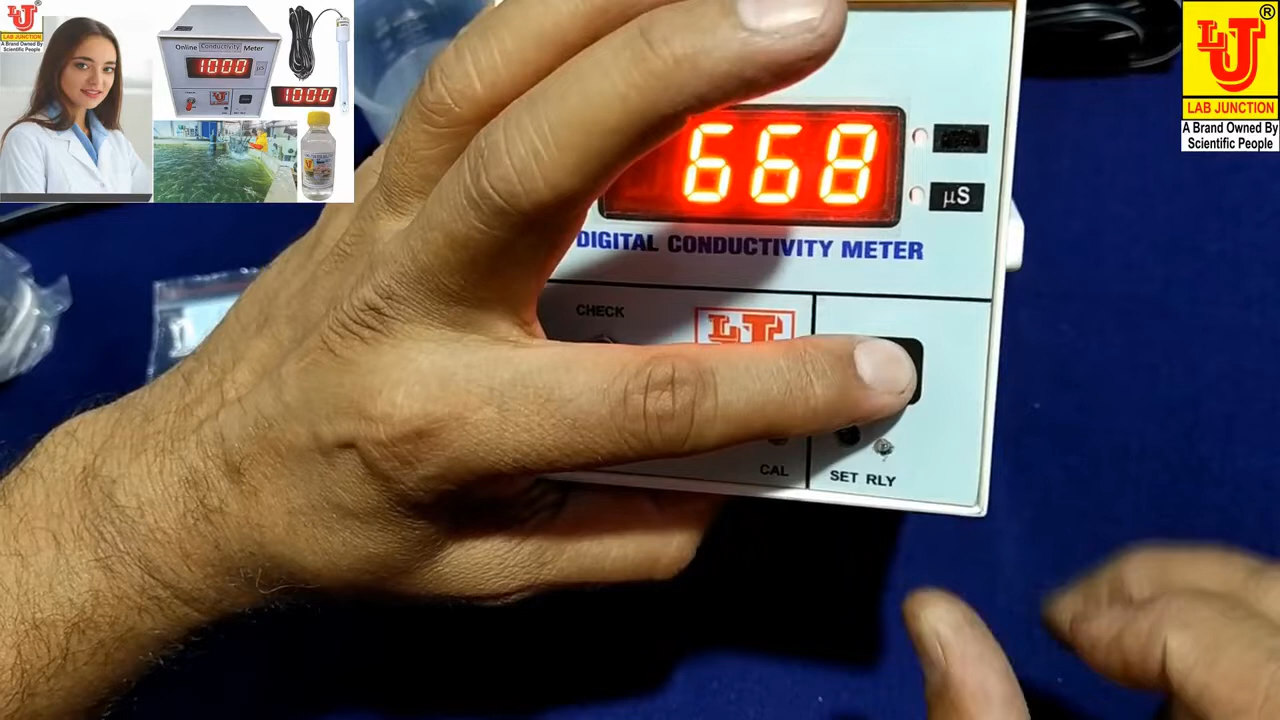 LJ
LAB JUNCTION
A Brand Owned By
Scientific People
Online Conductivity Meter
1000
µS
1000
668
µS
DIGITAL CONDUCTIVITY METER
CHECK
LJ
CAL
SET RLY
LJ®
LAB JUNCTION
A Brand Owned By
Scientific People